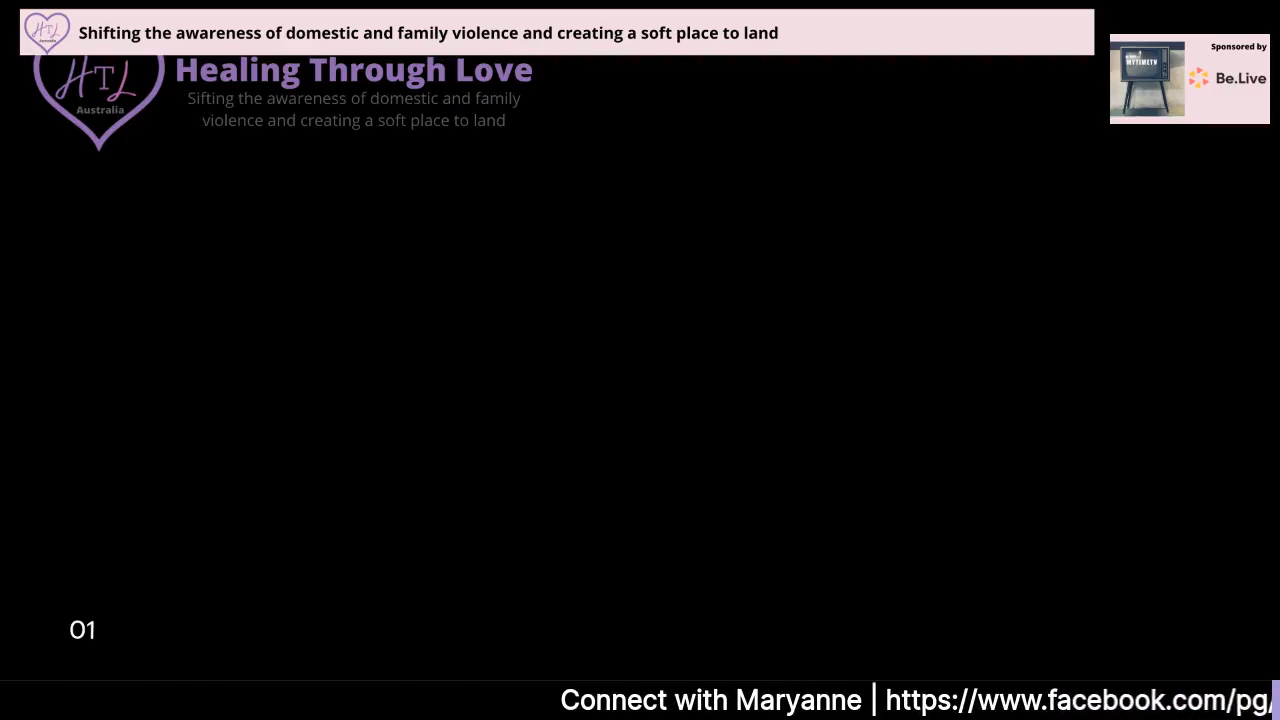 HTL
Shifting the awareness of domestic and family violence and creating a soft place to land
HTL
Australia
Healing Through Love
Sifting the awareness of domestic and family
violence and creating a soft place to land
Sponsored by
MYTIMETV
Be.Live
01
Connect with Maryanne | https://www.facebook.com/pg/